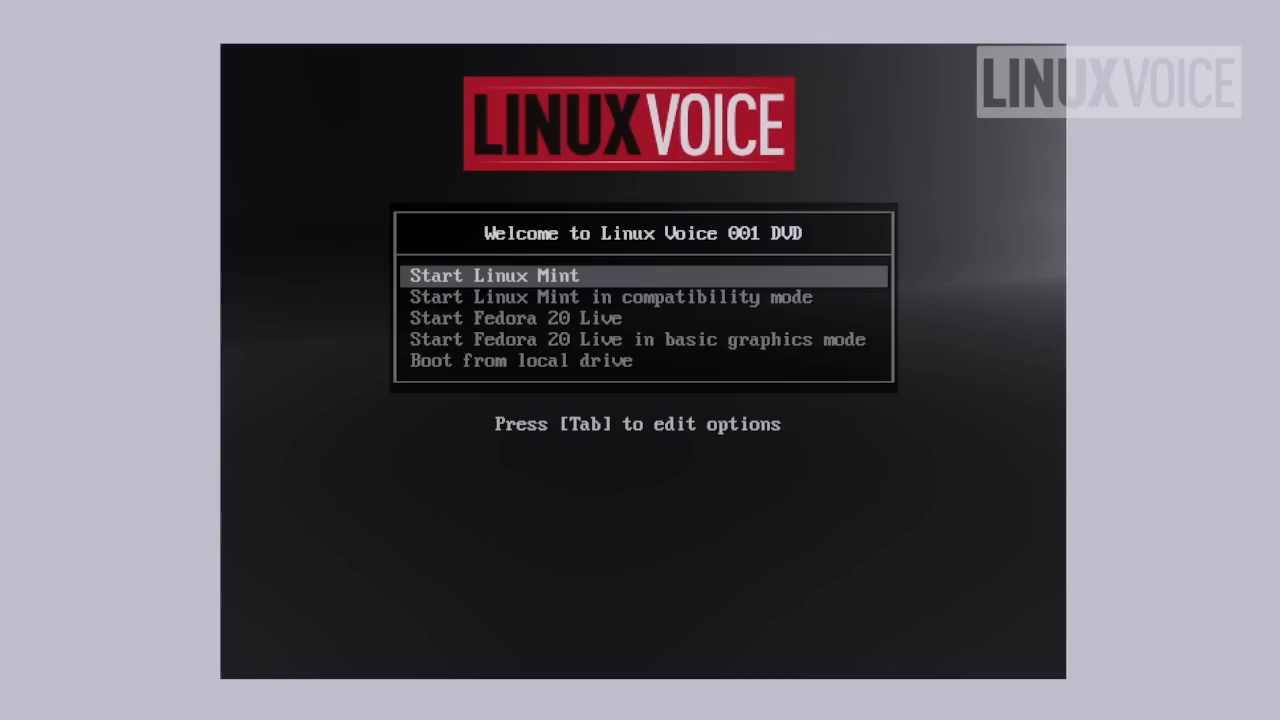 LINUXVOICE
LINUXVOICE
Welcome to Linux Voice 001 DVD
Start Linux Mint
Start Linux Mint in compatibility mode
Start Fedora 20 Live
Start Fedora 20 Live in basic graphics mode
Boot from local drive
Press [Tab] to edit options